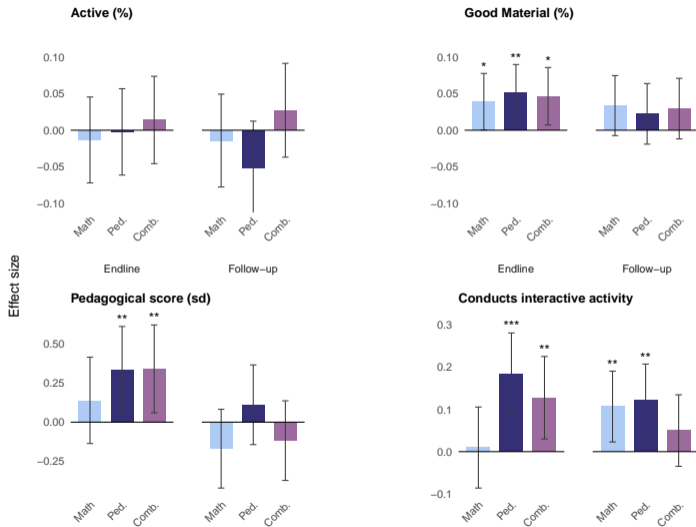 Active (%)
Good Material (%)
0.10
0.05
0.00
−0.05
−0.10
Math
Ped.
Comb.
Math
Ped.
Comb.
Endline
Follow−up
0.10
0.05
0.00
−0.05
−0.10
*
**
*
Math
Ped.
Comb.
Math
Ped.
Comb.
Endline
Follow−up
Effect size
Pedagogical score (sd)
Conducts interactive activity
0.50
0.25
0.00
−0.25
**
**
Math
Ped.
Comb.
Math
Ped.
Comb.
0.3
0.2
0.1
0.0
−0.1
***
**
**
**
Math
Ped.
Comb.
Math
Ped.
Comb.